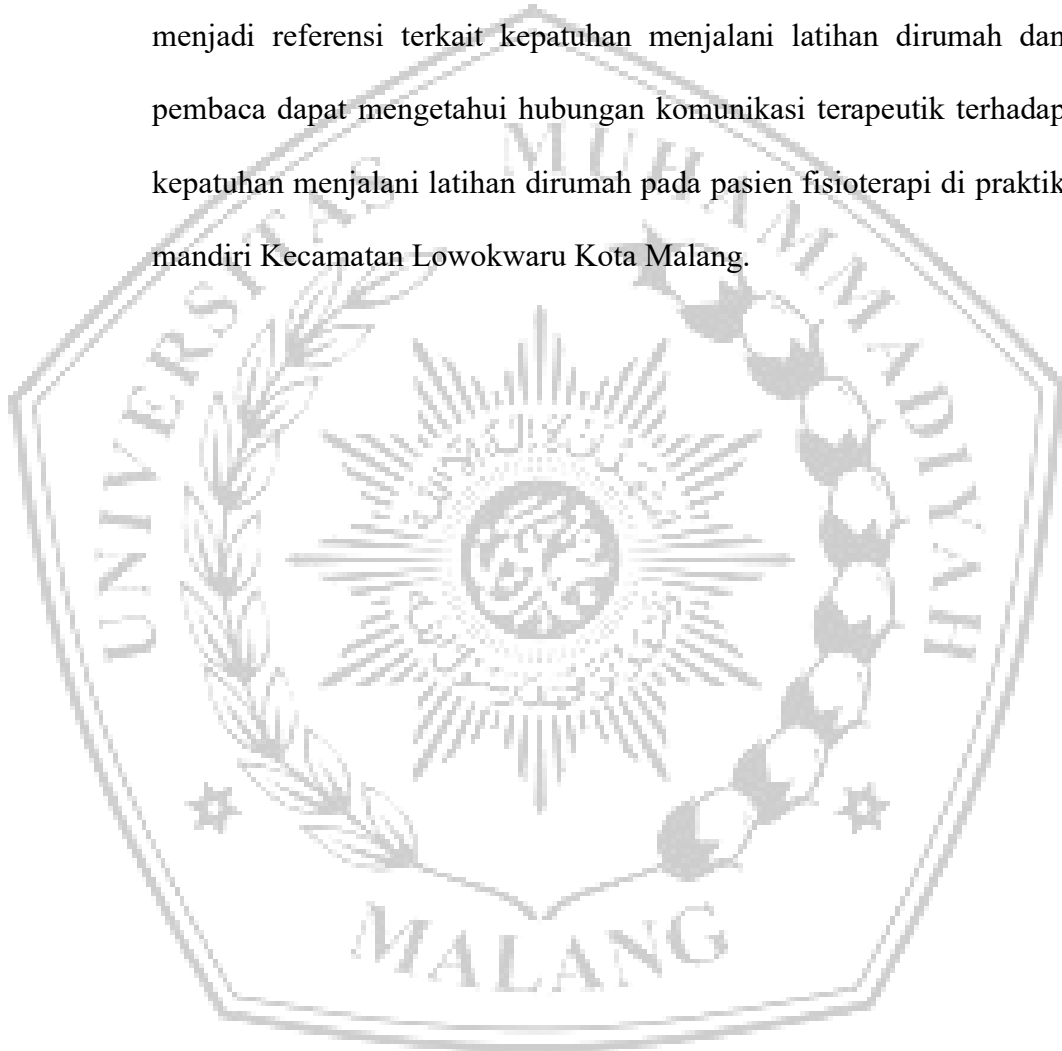 menjadi referensi terkait kepatuhan menjalani latihan dirumah dan
pembaca dapat mengetahui hubungan komunikasi terapeutik terhadap
kepatuhan menjalani latihan dirumah pada pasien fisioterapi di praktik
mandiri Kecamatan Lowokwaru Kota Malang.
UNIVERSITAS MUHAMMADIYAH
MALANG